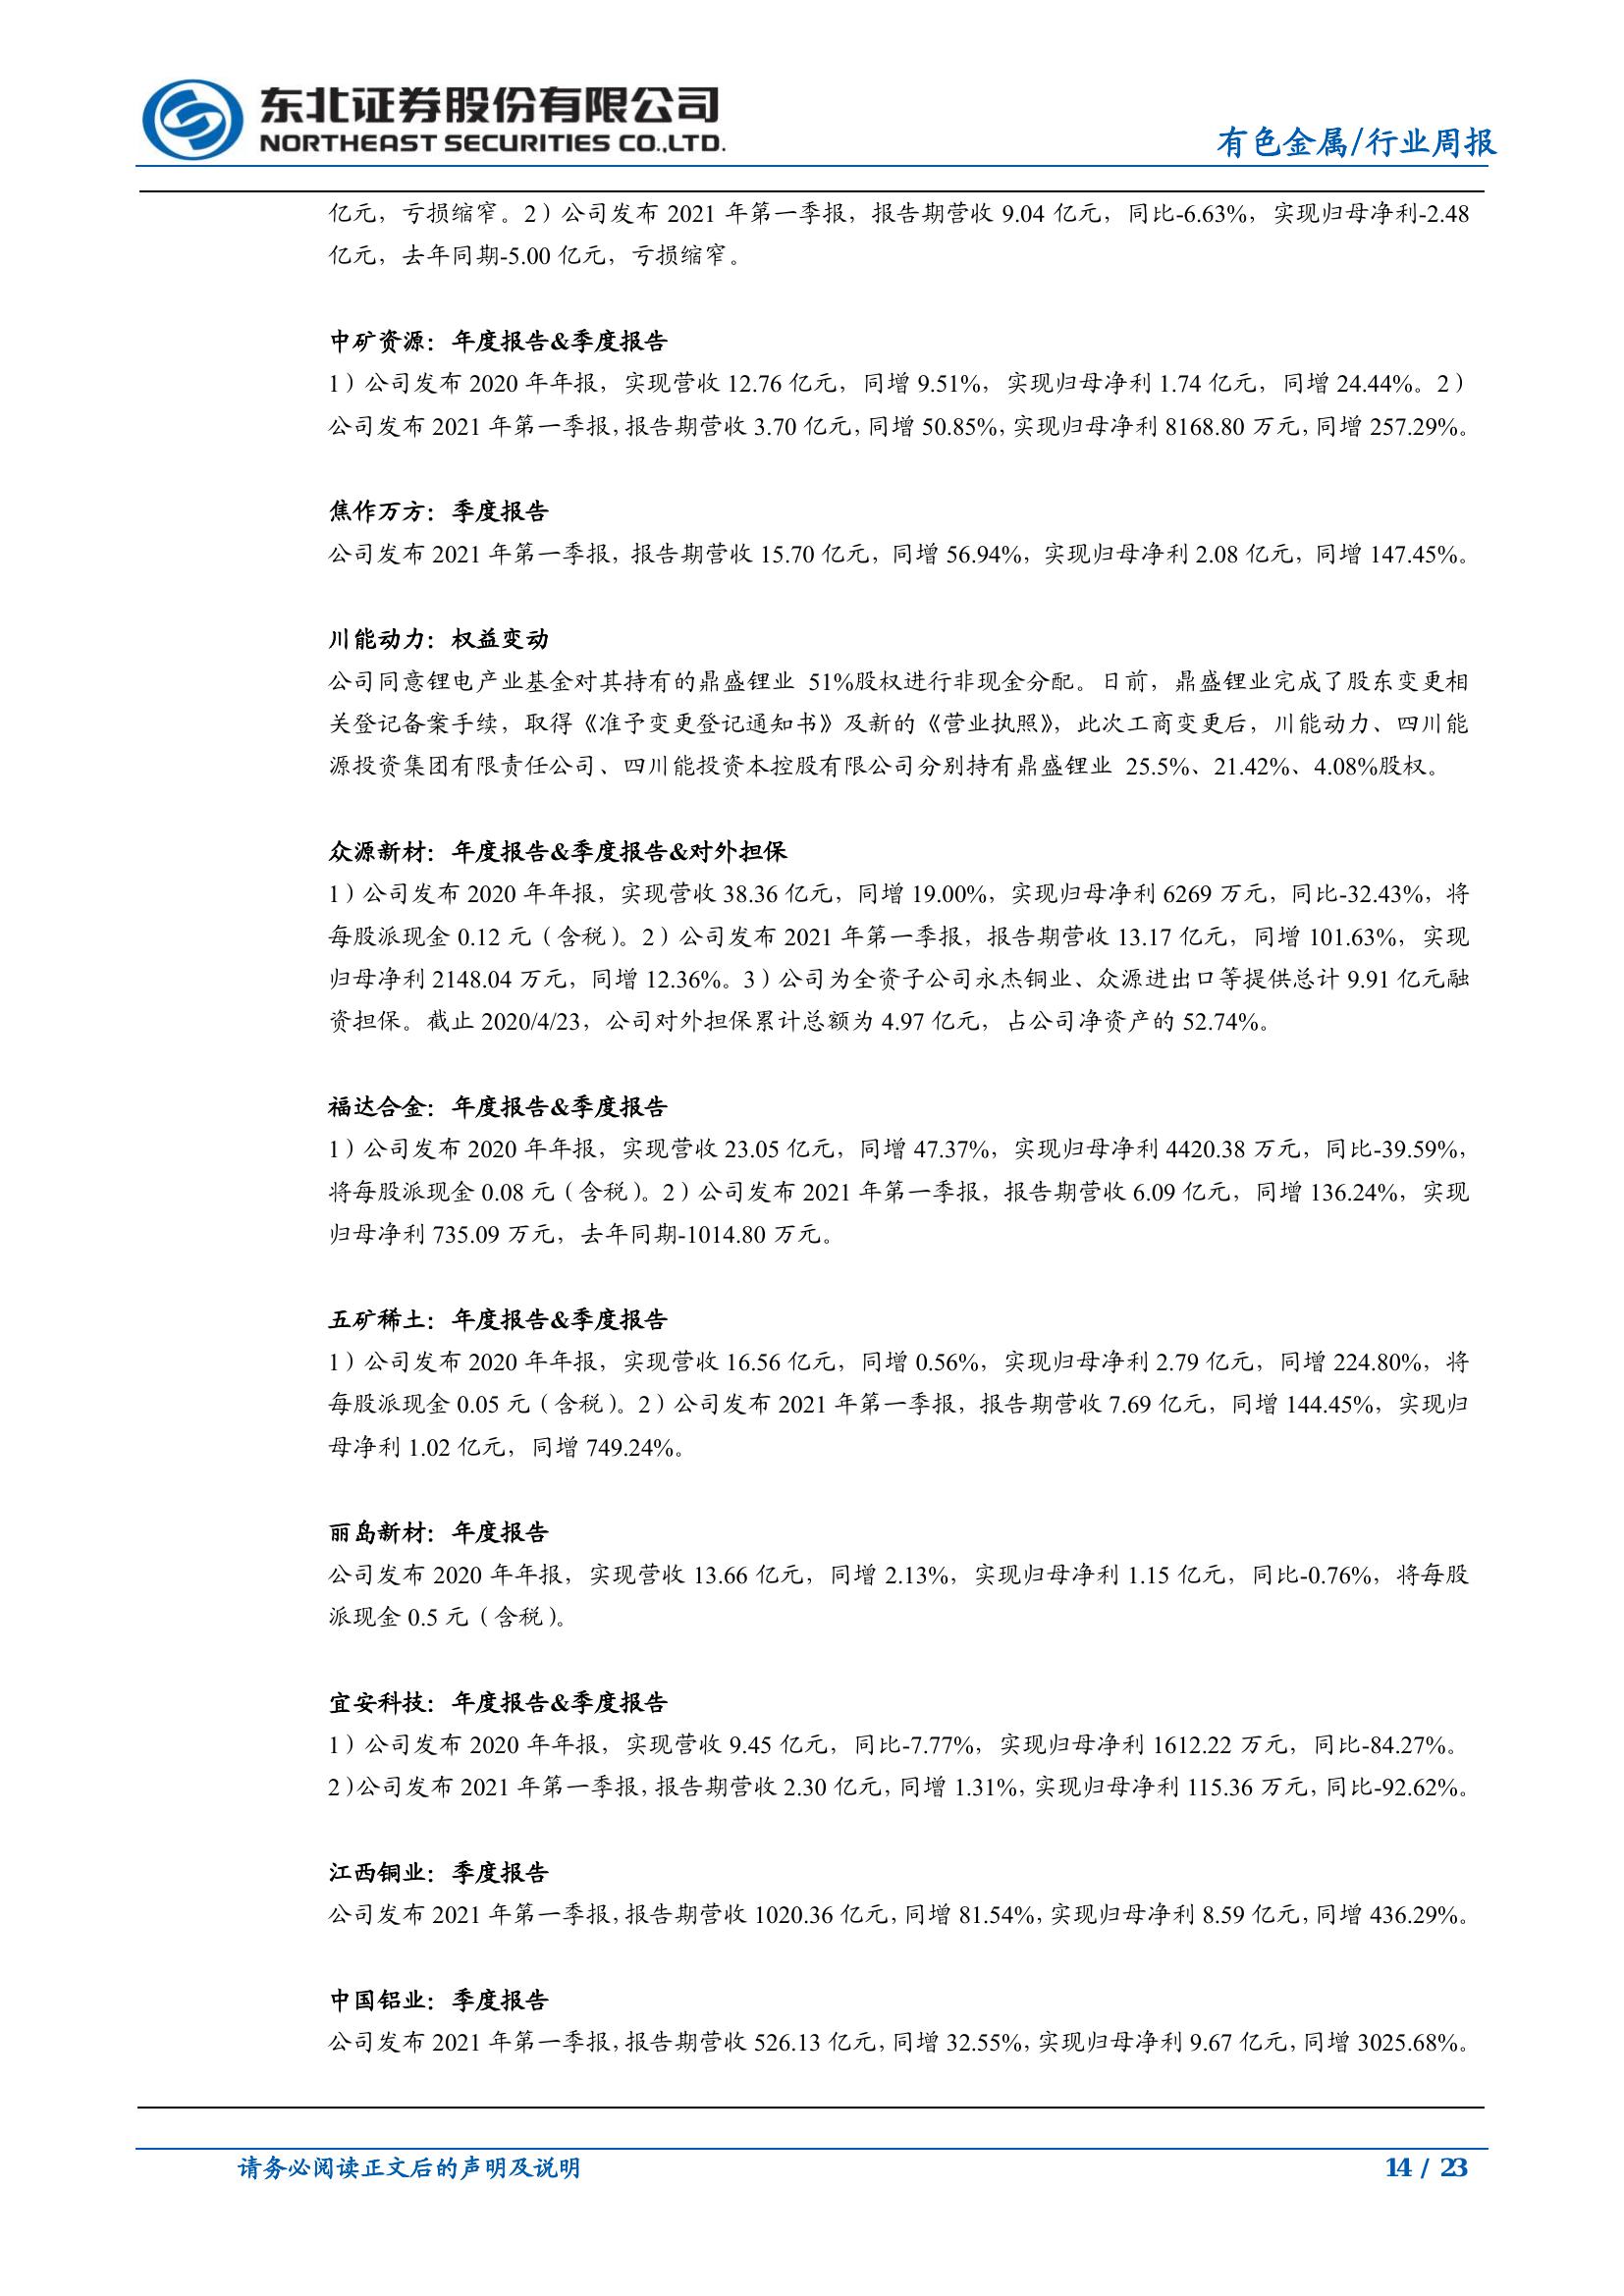 东北证券股份有限公司
NORTHEAST SECURITIES CO.,LTD.
有色金属/行业周报
亿元，亏损缩窄。2）公司发布 2021 年第一季报，报告期营收 9.04 亿元，同比-6.63%，实现归母净利-2.48
亿元，去年同期-5.00 亿元，亏损缩窄。
中矿资源：年度报告&季度报告
1）公司发布 2020 年年报，实现营收 12.76 亿元，同增 9.51%，实现归母净利 1.74 亿元，同增 24.44%。2）
公司发布 2021 年第一季报，报告期营收 3.70 亿元，同增 50.85%，实现归母净利 8168.80 万元，同增 257.29%。
焦作万方：季度报告
公司发布 2021 年第一季报，报告期营收 15.70 亿元，同增 56.94%，实现归母净利 2.08 亿元，同增 147.45%。
川能动力：权益变动
公司同意锂电产业基金对其持有的鼎盛锂业 51%股权进行非现金分配。日前，鼎盛锂业完成了股东变更相
关登记备案手续，取得《准予变更登记通知书》及新的《营业执照》，此次工商变更后，川能动力、四川能
源投资集团有限责任公司、四川能投资本控股有限公司分别持有鼎盛锂业 25.5%、21.42%、4.08%股权。
众源新材：年度报告&季度报告&对外担保
1）公司发布 2020 年年报，实现营收 38.36 亿元，同增 19.00%，实现归母净利 6269 万元，同比-32.43%，将
每股派现金 0.12 元（含税）。2）公司发布 2021 年第一季报，报告期营收 13.17 亿元，同增 101.63%，实现
归母净利 2148.04 万元，同增 12.36%。3）公司为全资子公司永杰铜业、众源进出口等提供总计 9.91 亿元融
资担保。截止 2020/4/23，公司对外担保累计总额为 4.97 亿元，占公司净资产的 52.74%。
福达合金：年度报告&季度报告
1）公司发布 2020 年年报，实现营收 23.05 亿元，同增 47.37%，实现归母净利 4420.38 万元，同比-39.59%，
将每股派现金 0.08 元（含税）。2）公司发布 2021 年第一季报，报告期营收 6.09 亿元，同增 136.24%，实现
归母净利 735.09 万元，去年同期-1014.80 万元。
五矿稀土：年度报告&季度报告
1）公司发布 2020 年年报，实现营收 16.56 亿元，同增 0.56%，实现归母净利 2.79 亿元，同增 224.80%，将
每股派现金 0.05 元（含税）。2）公司发布 2021 年第一季报，报告期营收 7.69 亿元，同增 144.45%，实现归
母净利 1.02 亿元，同增 749.24%。
丽岛新材：年度报告
公司发布 2020 年年报，实现营收 13.66 亿元，同增 2.13%，实现归母净利 1.15 亿元，同比-0.76%，将每股
派现金 0.5 元（含税）。
宜安科技：年度报告&季度报告
1）公司发布 2020 年年报，实现营收 9.45 亿元，同比-7.77%，实现归母净利 1612.22 万元，同比-84.27%。
2）公司发布 2021 年第一季报，报告期营收 2.30 亿元，同增 1.31%，实现归母净利 115.36 万元，同比-92.62%。
江西铜业：季度报告
公司发布 2021 年第一季报，报告期营收 1020.36 亿元，同增 81.54%，实现归母净利 8.59 亿元，同增 436.29%。
中国铝业：季度报告
公司发布 2021 年第一季报，报告期营收 526.13 亿元，同增 32.55%，实现归母净利 9.67 亿元，同增 3025.68%。
请务必阅读正文后的声明及说明
14 / 23